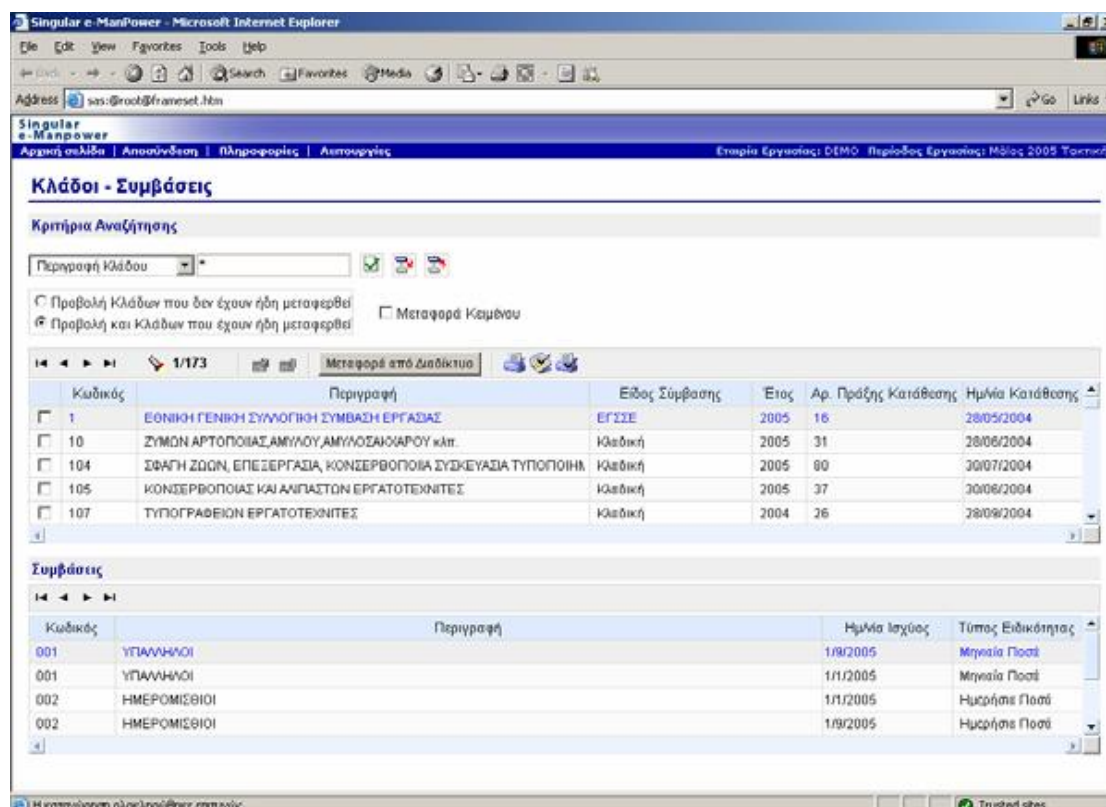 Singular e-ManPower - Microsoft Internet Explorer
File Edit View Favorites Tools Help
Back Search Favorites Media
Address sas:@root@frameset.htm Go Links
Singular
e-Manpower
Αρχική σελίδα | Αποσύνδεση | Πληροφορίες | Λειτουργίες Εταιρία Εργασίας: DEMO Περίοδος Εργασίας: Μάιος 2005 Τακτική
Κλάδοι - Συμβάσεις
Κριτήρια Αναζήτησης
Περιγραφή Κλάδου *
Προβολή Κλάδων που δεν έχουν ήδη μεταφερθεί
Προβολή και Κλάδων που έχουν ήδη μεταφερθεί Μεταφορά Κειμένου
1/173 Μεταφορά από Διαδίκτυο
Κωδικός Περιγραφή Είδος Σύμβασης Έτος Αρ. Πράξης Κατάθεσης Ημ/νία Κατάθεσης
1 ΕΘΝΙΚΗ ΓΕΝΙΚΗ ΣΥΛΛΟΓΙΚΗ ΣΥΜΒΑΣΗ ΕΡΓΑΣΙΑΣ ΕΓΣΣΕ 2005 16 28/05/2004
10 ΖΥΜΩΝ ΑΡΤΟΠΟΙΙΑΣ,ΑΜΥΛΟΥ,ΑΜΥΛΟΣΑΚΧΑΡΟΥ κλπ. Κλαδική 2005 31 28/06/2004
104 ΣΦΑΓΗ ΖΩΩΝ, ΕΠΕΞΕΡΓΑΣΙΑ, ΚΟΝΣΕΡΒΟΠΟΙΙΑ ΣΥΣΚΕΥΑΣΙΑ ΤΥΠΟΠΟΙΗΜ Κλαδική 2005 80 30/07/2004
105 ΚΟΝΣΕΡΒΟΠΟΙΑΣ ΚΑΙ ΑΛΙΠΑΣΤΩΝ ΕΡΓΑΤΟΤΕΧΝΙΤΕΣ Κλαδική 2005 37 30/06/2004
107 ΤΥΠΟΓΡΑΦΕΙΩΝ ΕΡΓΑΤΟΤΕΧΝΙΤΕΣ Κλαδική 2004 26 28/09/2004
Συμβάσεις
Κωδικός Περιγραφή Ημ/νία Ισχύος Τύπος Ειδικότητας
001 ΥΠΑΛΛΗΛΟΙ 1/9/2005 Μηνιαία Ποσά
001 ΥΠΑΛΛΗΛΟΙ 1/1/2005 Μηνιαία Ποσά
002 ΗΜΕΡΟΜΙΣΘΙΟΙ 1/1/2005 Ημερήσια Ποσά
002 ΗΜΕΡΟΜΙΣΘΙΟΙ 1/9/2005 Ημερήσια Ποσά
Η καταχώρηση ολοκληρώθηκε επιτυχώς Trusted sites